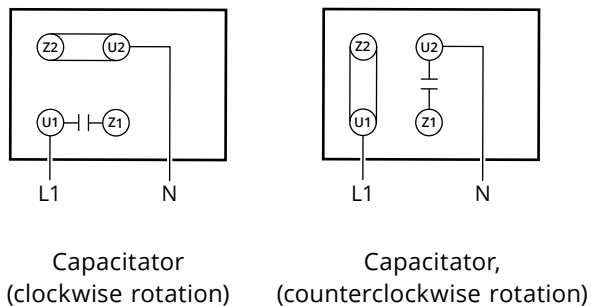 Z2 U2
U1 Z1
L1 N
Capacitator
(clockwise rotation)
Z2 U2
U1 Z1
L1 N
Capacitator,
(counterclockwise rotation)